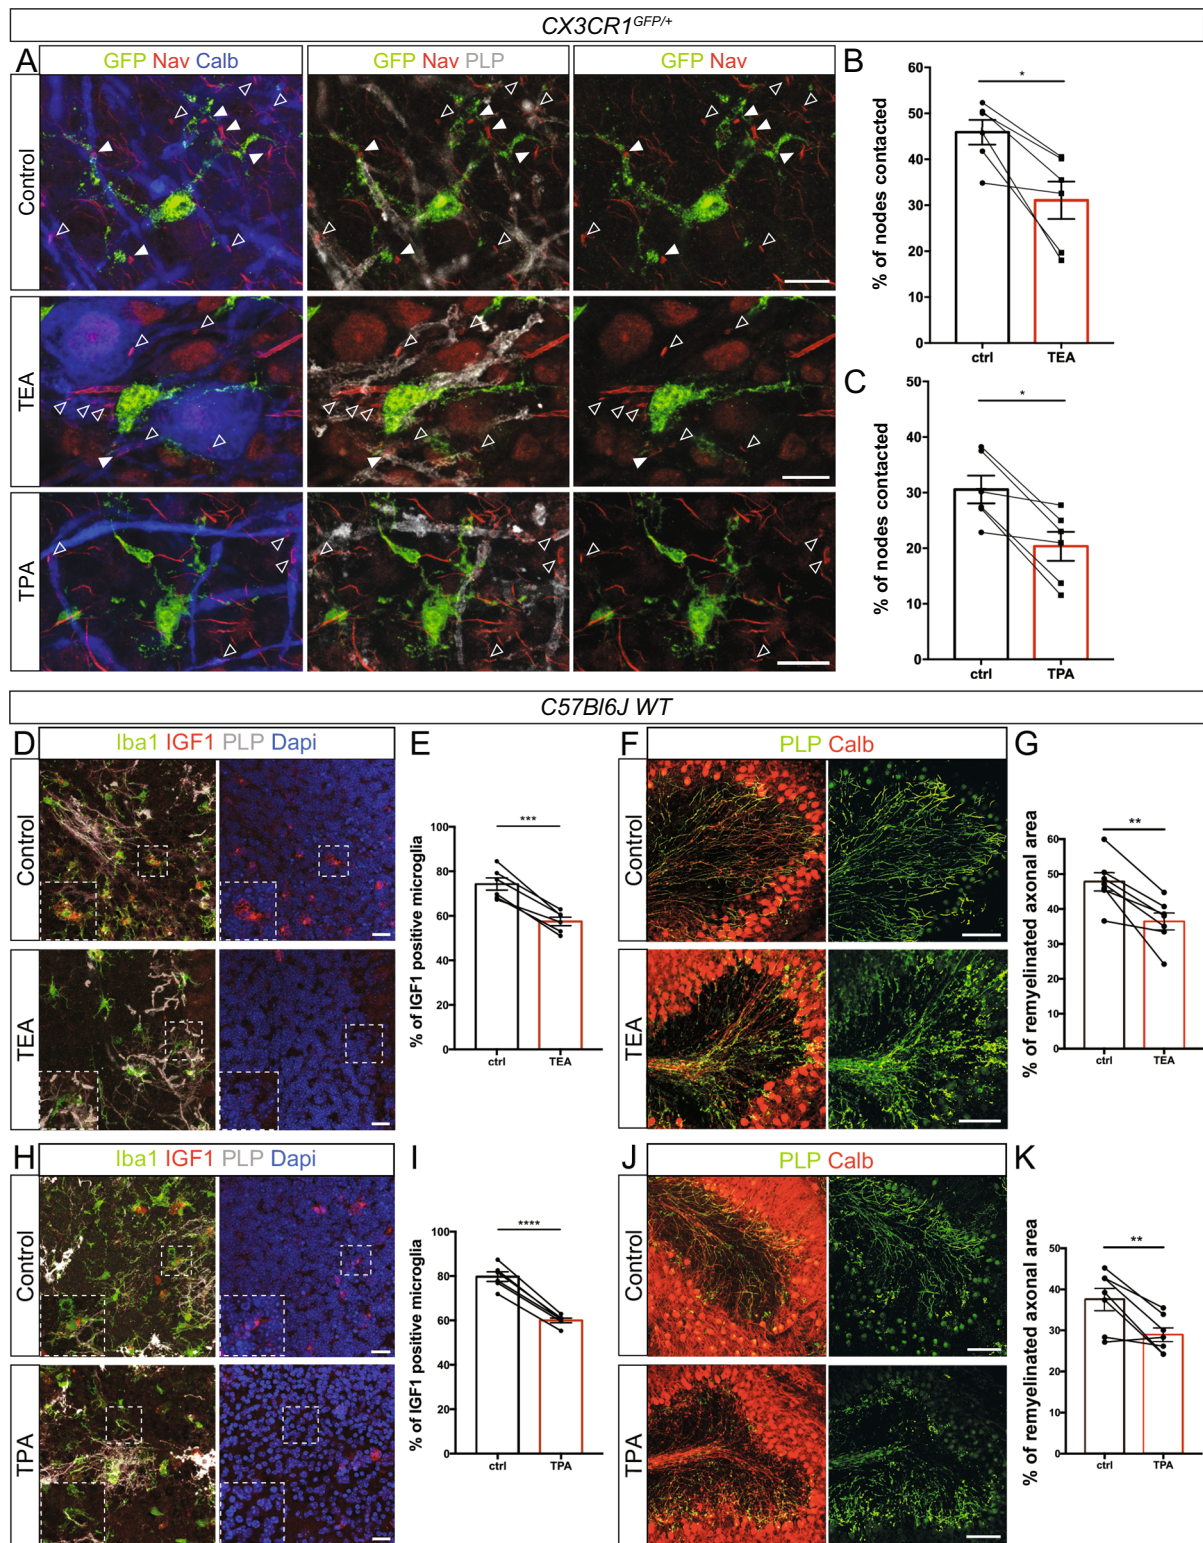 CX3CR1GFP/+
A
GFP Nav Calb
GFP Nav PLP
GFP Nav
Control
TEA
TPA
B
% of nodes contacted
60
50
40
30
20
10
0
*
ctrl
TEA
C
% of nodes contacted
50
40
30
20
10
0
*
ctrl
TPA
C57Bl6J WT
D
Iba1 IGF1 PLP Dapi
Control
TEA
E
% of IGF1 positive microglia
100
80
60
40
20
0
***
ctrl
TEA
F
PLP Calb
Control
TEA
G
% of remyelinated axonal area
60
50
40
30
20
10
0
**
ctrl
TEA
H
Iba1 IGF1 PLP Dapi
Control
TPA
I
% of IGF1 positive microglia
100
80
60
40
20
0
****
ctrl
TPA
J
PLP Calb
Control
TPA
K
% of remyelinated axonal area
50
40
30
20
10
0
**
ctrl
TPA